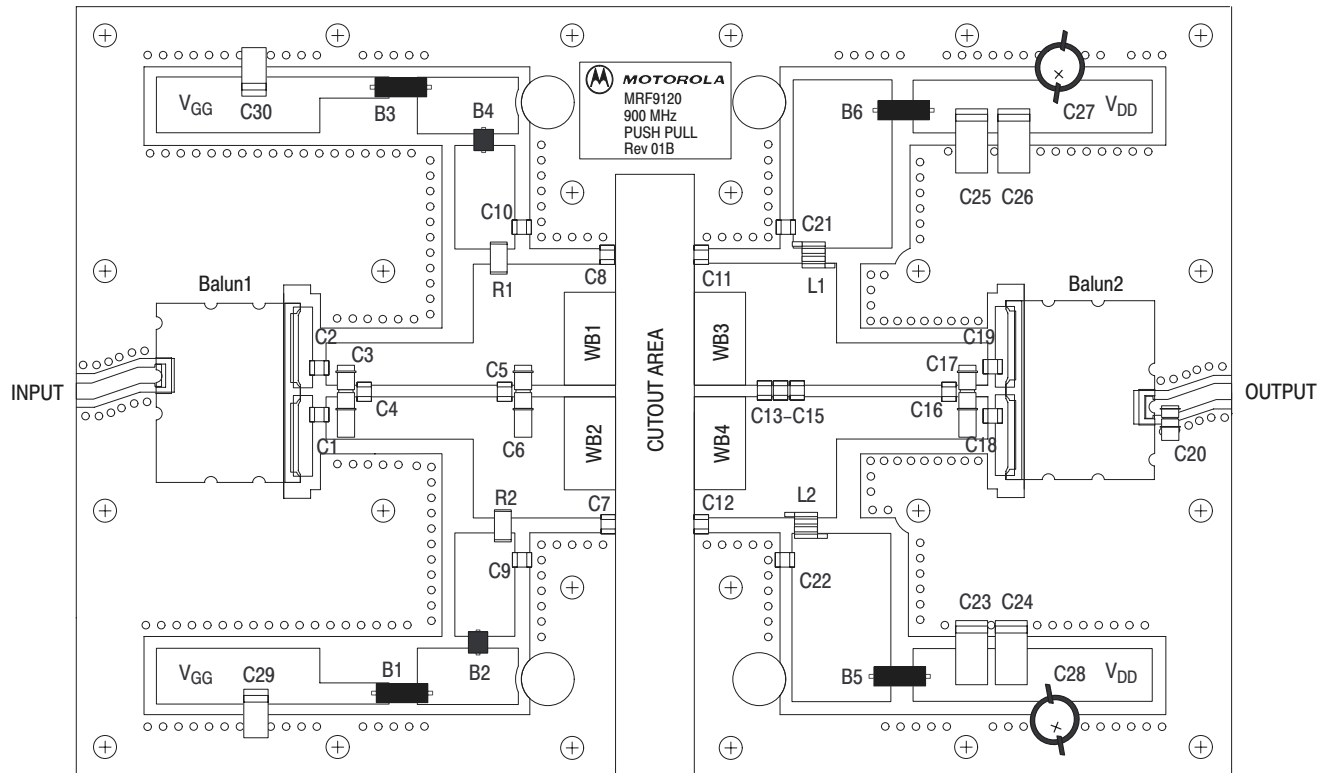 MOTOROLA
MRF9120
900 MHz
PUSH PULL
Rev 01B
VGG
C30
B3
B4
B6
C27
VDD
C25
C26
C10
C21
R1
C8
C11
L1
Balun1
Balun2
C2
C3
C5
WB1
WB3
CUTOUT AREA
C17
C19
INPUT
OUTPUT
C4
C13–C15
C16
C1
C6
WB2
WB4
C18
C20
R2
C7
C12
L2
C9
C22
C23
C24
VGG
C29
B1
B2
B5
C28
VDD